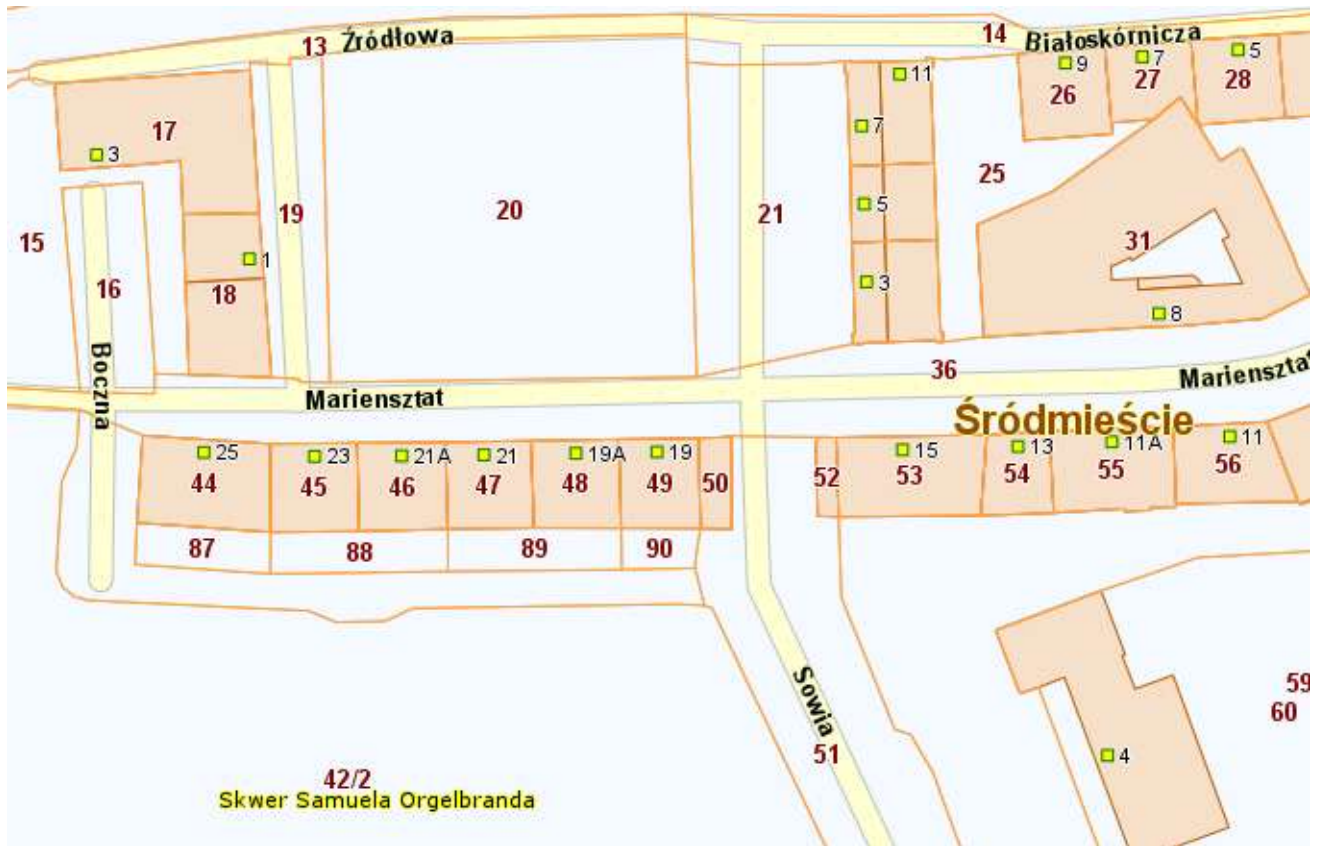 13 Źródłowa
14 Białoskórnicza
9 7 5
26 27 28
17
11
3
7
15
19
20
21
5
25
1
31
16
18
3
8
Boczna
Mariensztat
36
Mariensztat
Śródmieście
25 23 21A 21 19A 19
15 13 11A 11
44 45 46 47 48 49 50
52 53 54 55 56
87 88 89 90
Sowia
51
59
60
4
42/2
Skwer Samuela Orgelbranda